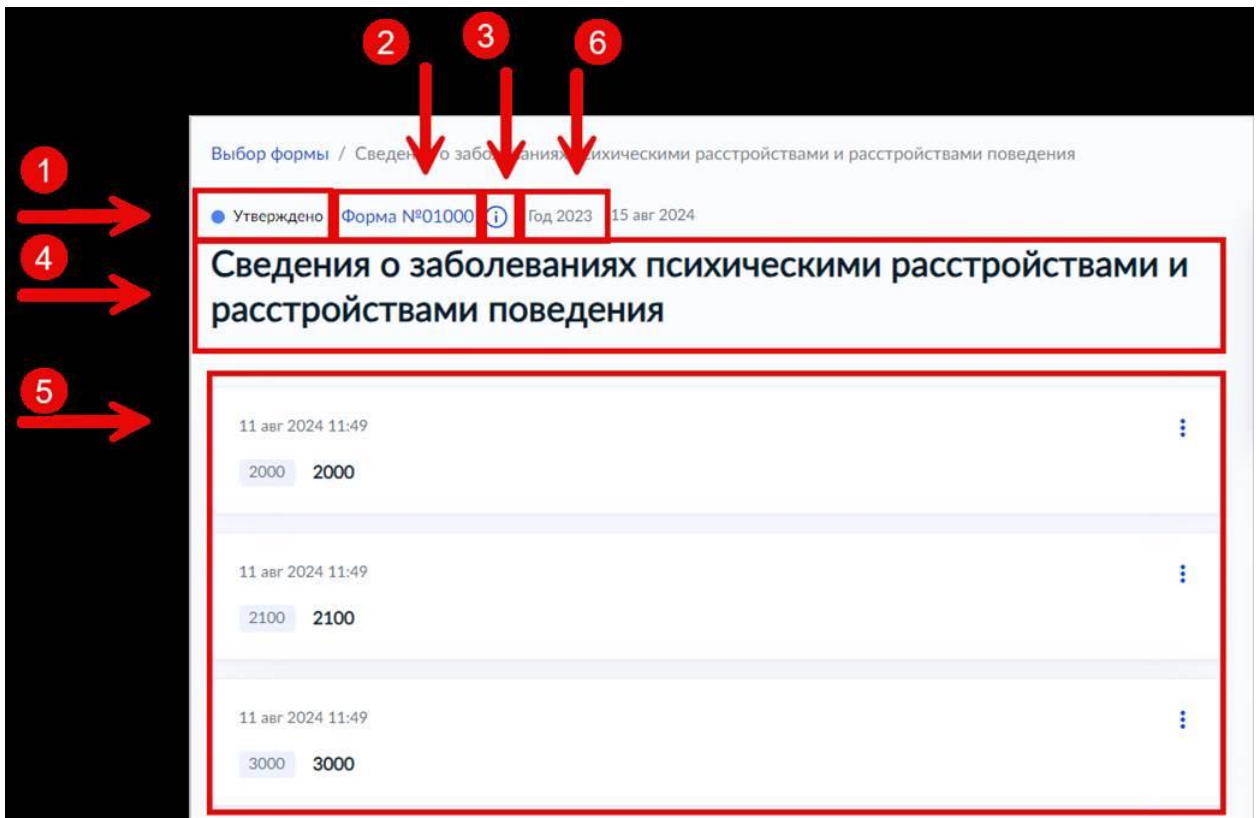 2
3
6
Выбор формы / Сведения о заболеваниях психическими расстройствами и расстройствами поведения
1
Утверждено Форма №01000 i Год 2023 15 авг 2024
4
Сведения о заболеваниях психическими расстройствами и
расстройствами поведения
5
11 авг 2024 11:49
2000 2000
11 авг 2024 11:49
2100 2100
11 авг 2024 11:49
3000 3000